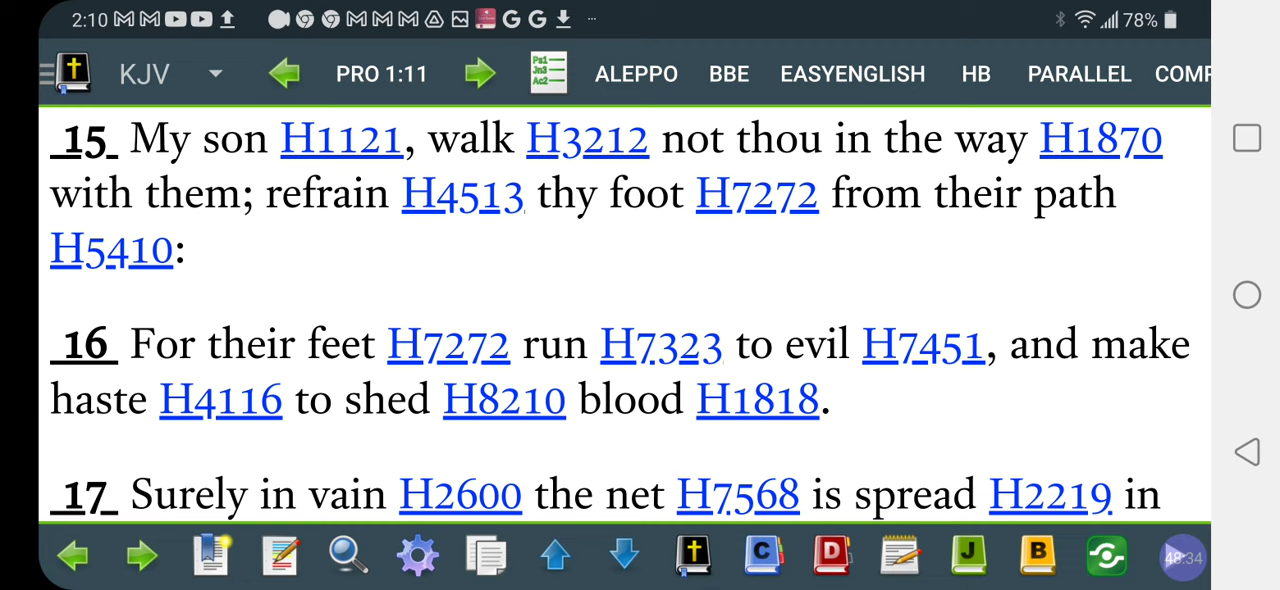 2:10 78%
KJV PRO 1:11 Ps1 Jn3 Ac2 ALEPPO BBE EASYENGLISH HB PARALLEL COMP
15 My son H1121, walk H3212 not thou in the way H1870
with them; refrain H4513 thy foot H7272 from their path
H5410:
16 For their feet H7272 run H7323 to evil H7451, and make
haste H4116 to shed H8210 blood H1818.
17 Surely in vain H2600 the net H7568 is spread H2219 in
C D J B 48:34